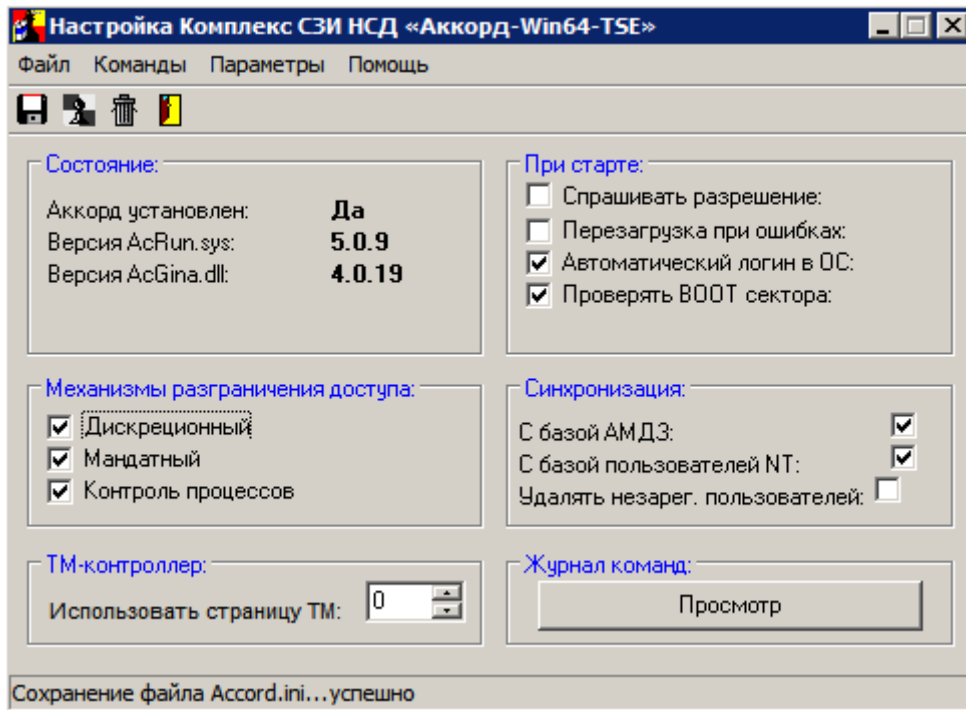 Настройка Комплекс СЗИ НСД «Аккорд-Win64-TSE»
Файл Команды Параметры Помощь
Состояние:
Аккорд установлен: Да
Версия AcRun.sys: 5.0.9
Версия AcGina.dll: 4.0.19
При старте:
Спрашивать разрешение:
Перезагрузка при ошибках:
Автоматический логин в ОС:
Проверять BOOT сектора:
Механизмы разграничения доступа:
Дискреционный
Мандатный
Контроль процессов
Синхронизация:
С базой АМДЗ:
С базой пользователей NT:
Удалять незарег. пользователей:
ТМ-контроллер:
Использовать страницу ТМ: 0
Журнал команд:
Просмотр
Сохранение файла Accord.ini...успешно